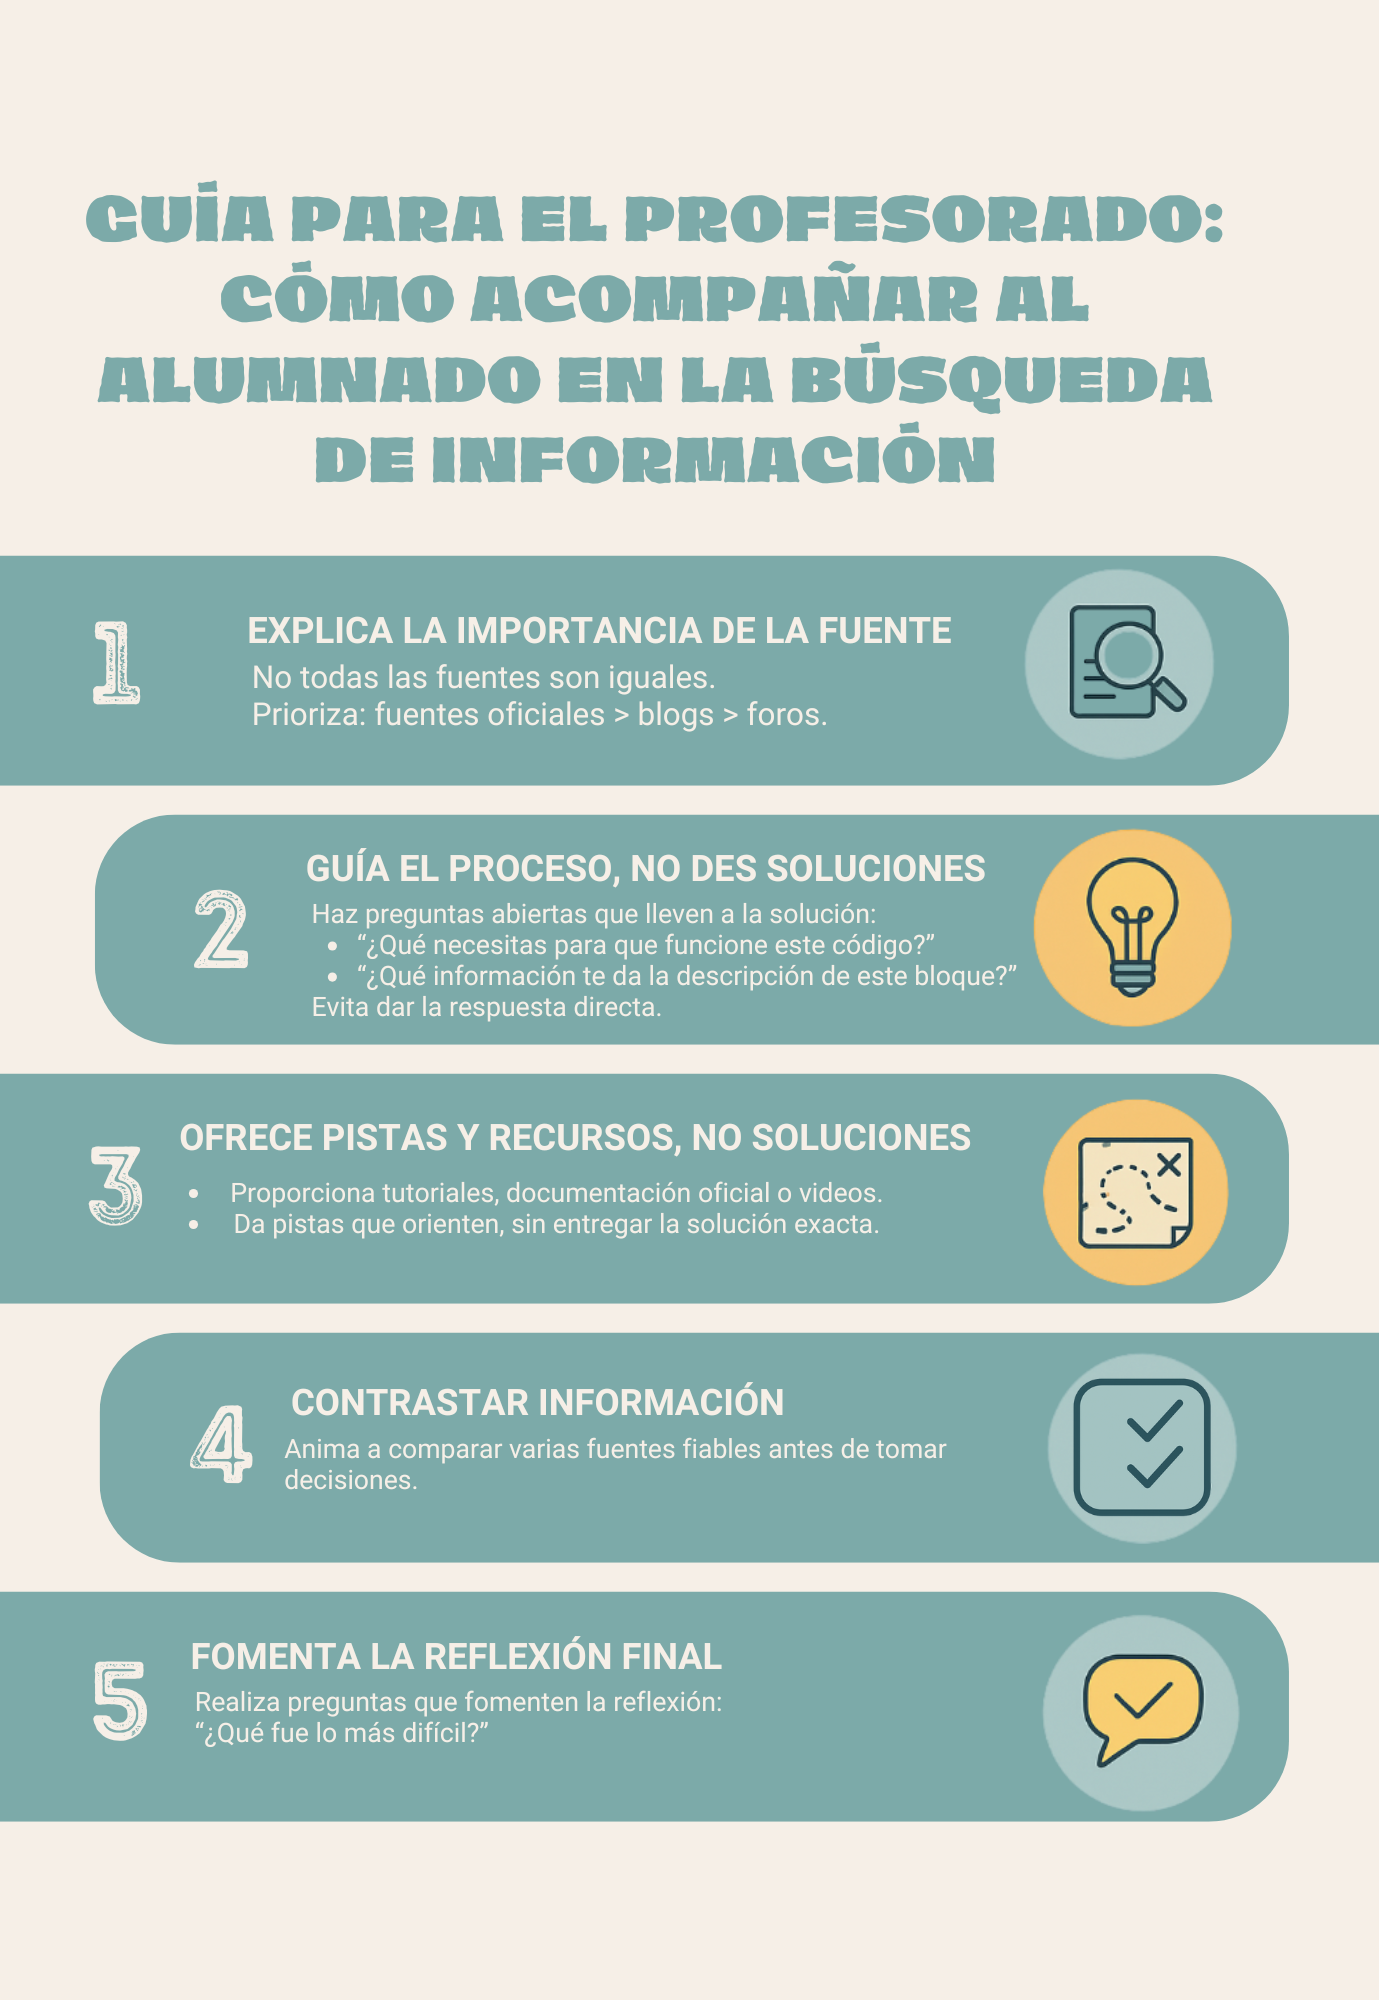 GUÍA PARA EL PROFESORADO:
CÓMO ACOMPAÑAR AL
ALUMNADO EN LA BÚSQUEDA
DE INFORMACIÓN
1
EXPLICA LA IMPORTANCIA DE LA FUENTE
No todas las fuentes son iguales.
Prioriza: fuentes oficiales > blogs > foros.
2
GUÍA EL PROCESO, NO DES SOLUCIONES
Haz preguntas abiertas que lleven a la solución:
• “¿Qué necesitas para que funcione este código?”
• “¿Qué información te da la descripción de este bloque?”
Evita dar la respuesta directa.
3
OFRECE PISTAS Y RECURSOS, NO SOLUCIONES
• Proporciona tutoriales, documentación oficial o videos.
• Da pistas que orienten, sin entregar la solución exacta.
4
CONTRASTAR INFORMACIÓN
Anima a comparar varias fuentes fiables antes de tomar
decisiones.
5
FOMENTA LA REFLEXIÓN FINAL
Realiza preguntas que fomenten la reflexión:
“¿Qué fue lo más difícil?”